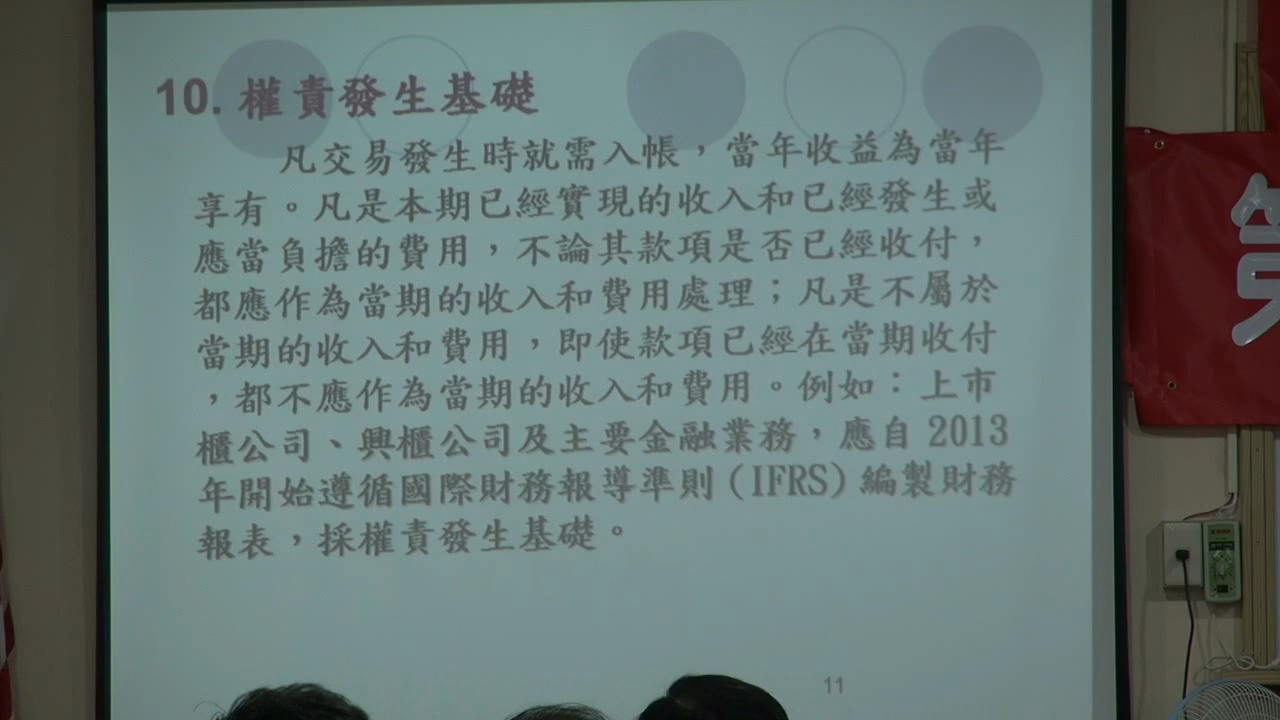 10. 權責發生基礎
凡交易發生時就需入帳，當年收益為當年
享有。凡是本期已經實現的收入和已經發生或
應當負擔的費用，不論其款項是否已經收付，
都應作為當期的收入和費用處理；凡是不屬於
當期的收入和費用，即使款項已經在當期收付
，都不應作為當期的收入和費用。例如：上市
櫃公司、興櫃公司及主要金融業務，應自 2013
年開始遵循國際財務報導準則(IFRS)編製財務
報表，採權責發生基礎。
11